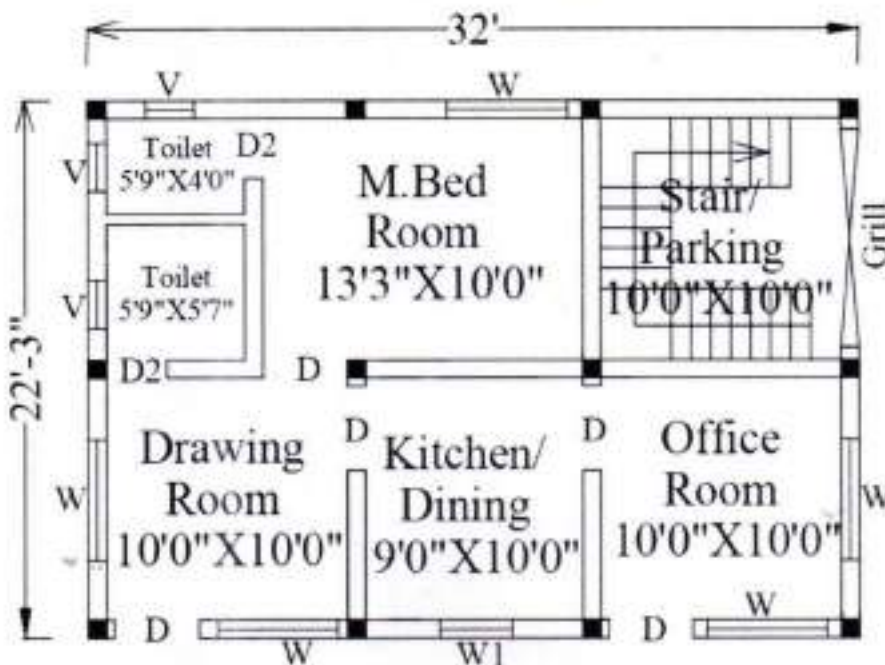 32'
V
W
Toilet
5'9"X4'0"
D2
V
M.Bed
Room
13'3"X10'0"
Stair/
Parking
10'0"X10'0"
Grill
Toilet
5'9"X5'7"
V
22'-3"
D2
D
Drawing
Room
10'0"X10'0"
D
Kitchen/
Dining
9'0"X10'0"
D
Office
Room
10'0"X10'0"
W
W
D
W
W1
D
W